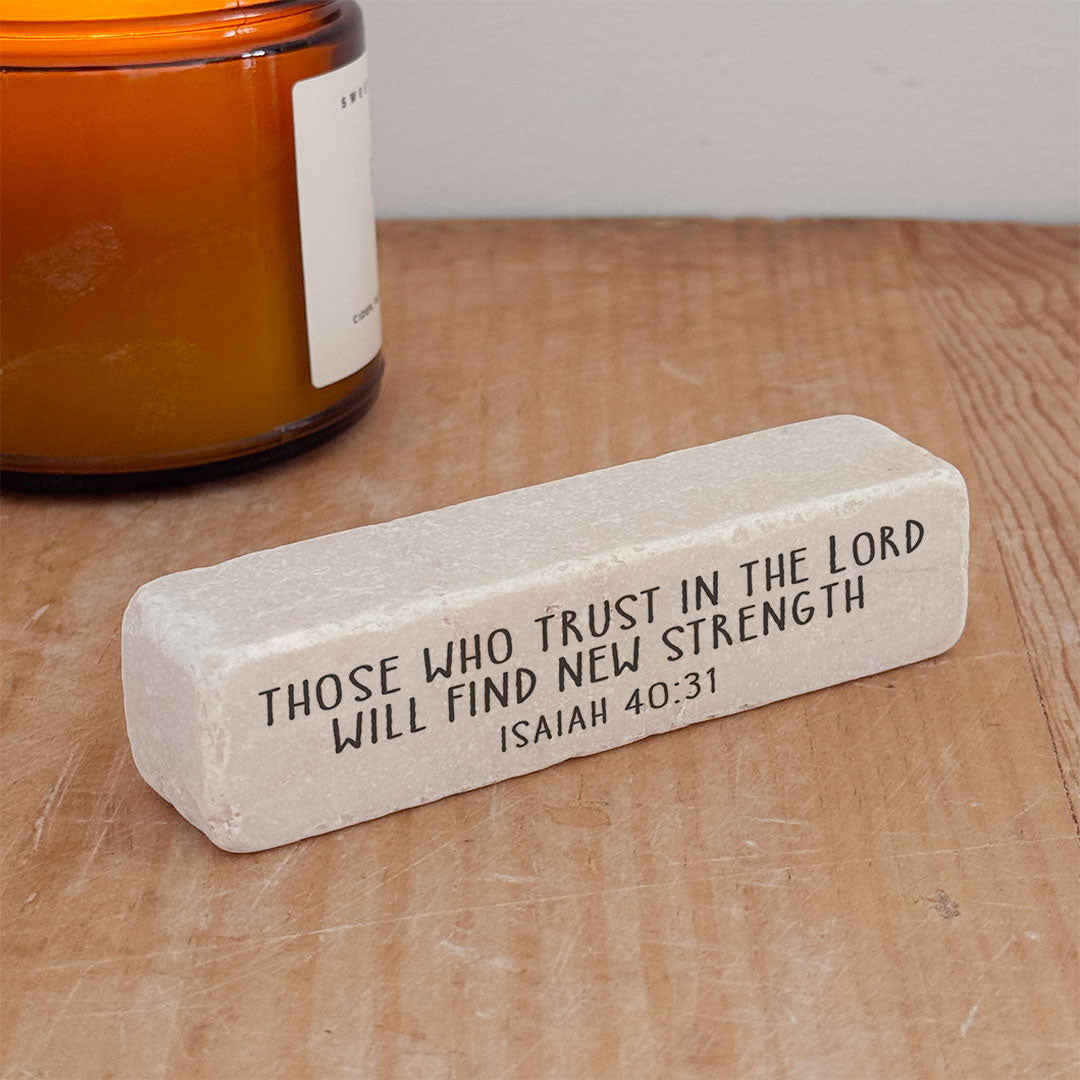 THOSE WHO TRUST IN THE LORD
WILL FIND NEW STRENGTH
ISAIAH 40:31